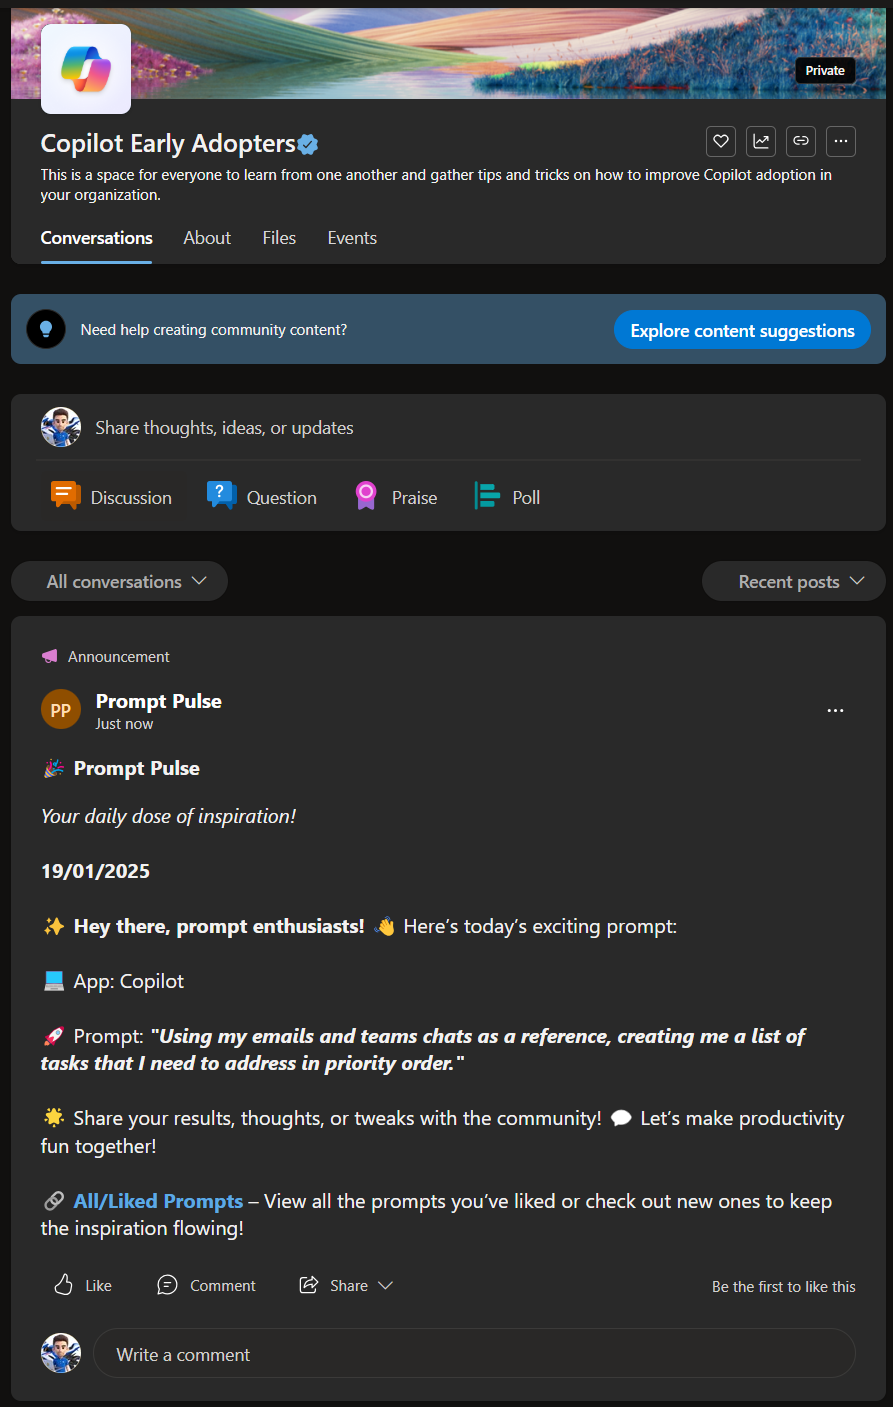 Private
Copilot Early Adopters
This is a space for everyone to learn from one another and gather tips and tricks on how to improve Copilot adoption in
your organization.
Conversations About Files Events
Need help creating community content?
Explore content suggestions
Share thoughts, ideas, or updates
Discussion ? Question Praise Poll
All conversations Recent posts
Announcement
PP
Prompt Pulse
Just now
🎉 Prompt Pulse
Your daily dose of inspiration!
19/01/2025
✨ Hey there, prompt enthusiasts! 👋 Here’s today’s exciting prompt:
💻 App: Copilot
🚀 Prompt: "Using my emails and teams chats as a reference, creating me a list of
tasks that I need to address in priority order."
🌟 Share your results, thoughts, or tweaks with the community! 💬 Let’s make productivity
fun together!
🔗 All/Liked Prompts – View all the prompts you’ve liked or check out new ones to keep
the inspiration flowing!
Like Comment Share Be the first to like this
Write a comment